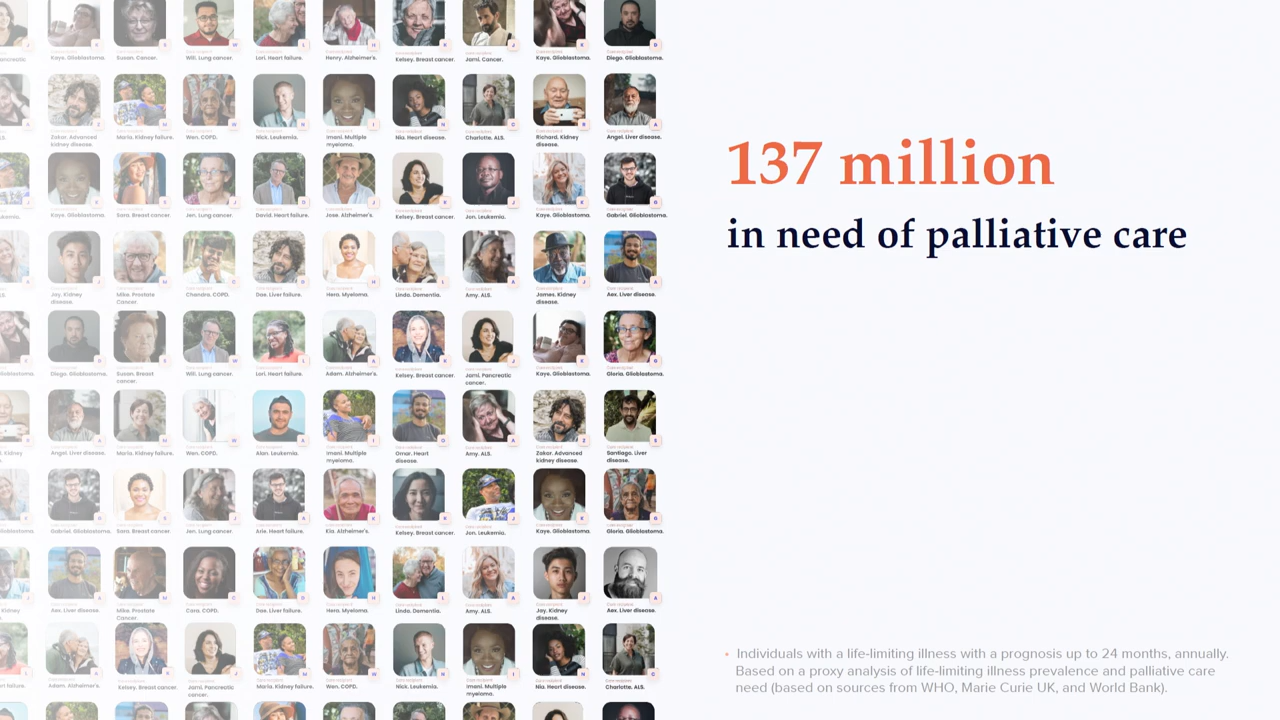 Kaye. Glioblastoma.
Susan. Cancer.
Will. Lung cancer.
Lori. Heart failure.
Henry. Alzheimer's.
Kelsey. Breast cancer.
Jami. Cancer.
Kaye. Glioblastoma.
Diego. Glioblastoma.
Zakar. Advanced
kidney disease.
Maria. Kidney failure.
Wen. COPD.
Nick. Leukemia.
Imani. Multiple
myeloma.
Nia. Heart disease.
Charlotte. ALS.
Richard. Kidney
disease.
Angel. Liver disease.
137 million
in need of palliative care
Kaye. Glioblastoma.
Sara. Breast cancer.
Jen. Lung cancer.
David. Heart failure.
Jose. Alzheimer's.
Kelsey. Breast cancer.
Jon. Leukemia.
Kaye. Glioblastoma.
Gabriel. Glioblastoma.
Jay. Kidney
disease.
Mike. Prostate
Cancer.
Chandra. COPD.
Dae. Liver failure.
Hera. Myeloma.
Linda. Dementia.
Amy. ALS.
James. Kidney
disease.
Aex. Liver disease.
Diego. Glioblastoma.
Susan. Breast
cancer.
Will. Lung cancer.
Lori. Heart failure.
Adam. Alzheimer's.
Kelsey. Breast cancer.
Jami. Pancreatic
cancer.
Kaye. Glioblastoma.
Gloria. Glioblastoma.
Angel. Liver disease.
Maria. Kidney failure.
Wen. COPD.
Alan. Leukemia.
Imani. Multiple
myeloma.
Omar. Heart
disease.
Amy. ALS.
Zakar. Advanced
kidney disease.
Santiago. Liver
disease.
Gabriel. Glioblastoma.
Sara. Breast cancer.
Jen. Lung cancer.
Arie. Heart failure.
Kia. Alzheimer's.
Kelsey. Breast cancer.
Jon. Leukemia.
Kaye. Glioblastoma.
Gloria. Glioblastoma.
Aex. Liver disease.
Mike. Prostate
Cancer.
Cara. COPD.
Dae. Liver failure.
Hera. Myeloma.
Linda. Dementia.
Amy. ALS.
Jay. Kidney
disease.
Aex. Liver disease.
Adam. Alzheimer's.
Kelsey. Breast cancer.
Jami. Pancreatic
cancer.
Maria. Kidney failure.
Wen. COPD.
Nick. Leukemia.
Imani. Multiple
myeloma.
Nia. Heart disease.
Charlotte. ALS.
• Individuals with a life-limiting illness with a prognosis up to 24 months, annually.
Based on a proxy analysis of life-limiting illness prevalence and palliative care
need (based on sources from WHO, Marie Curie UK, and World Bank).